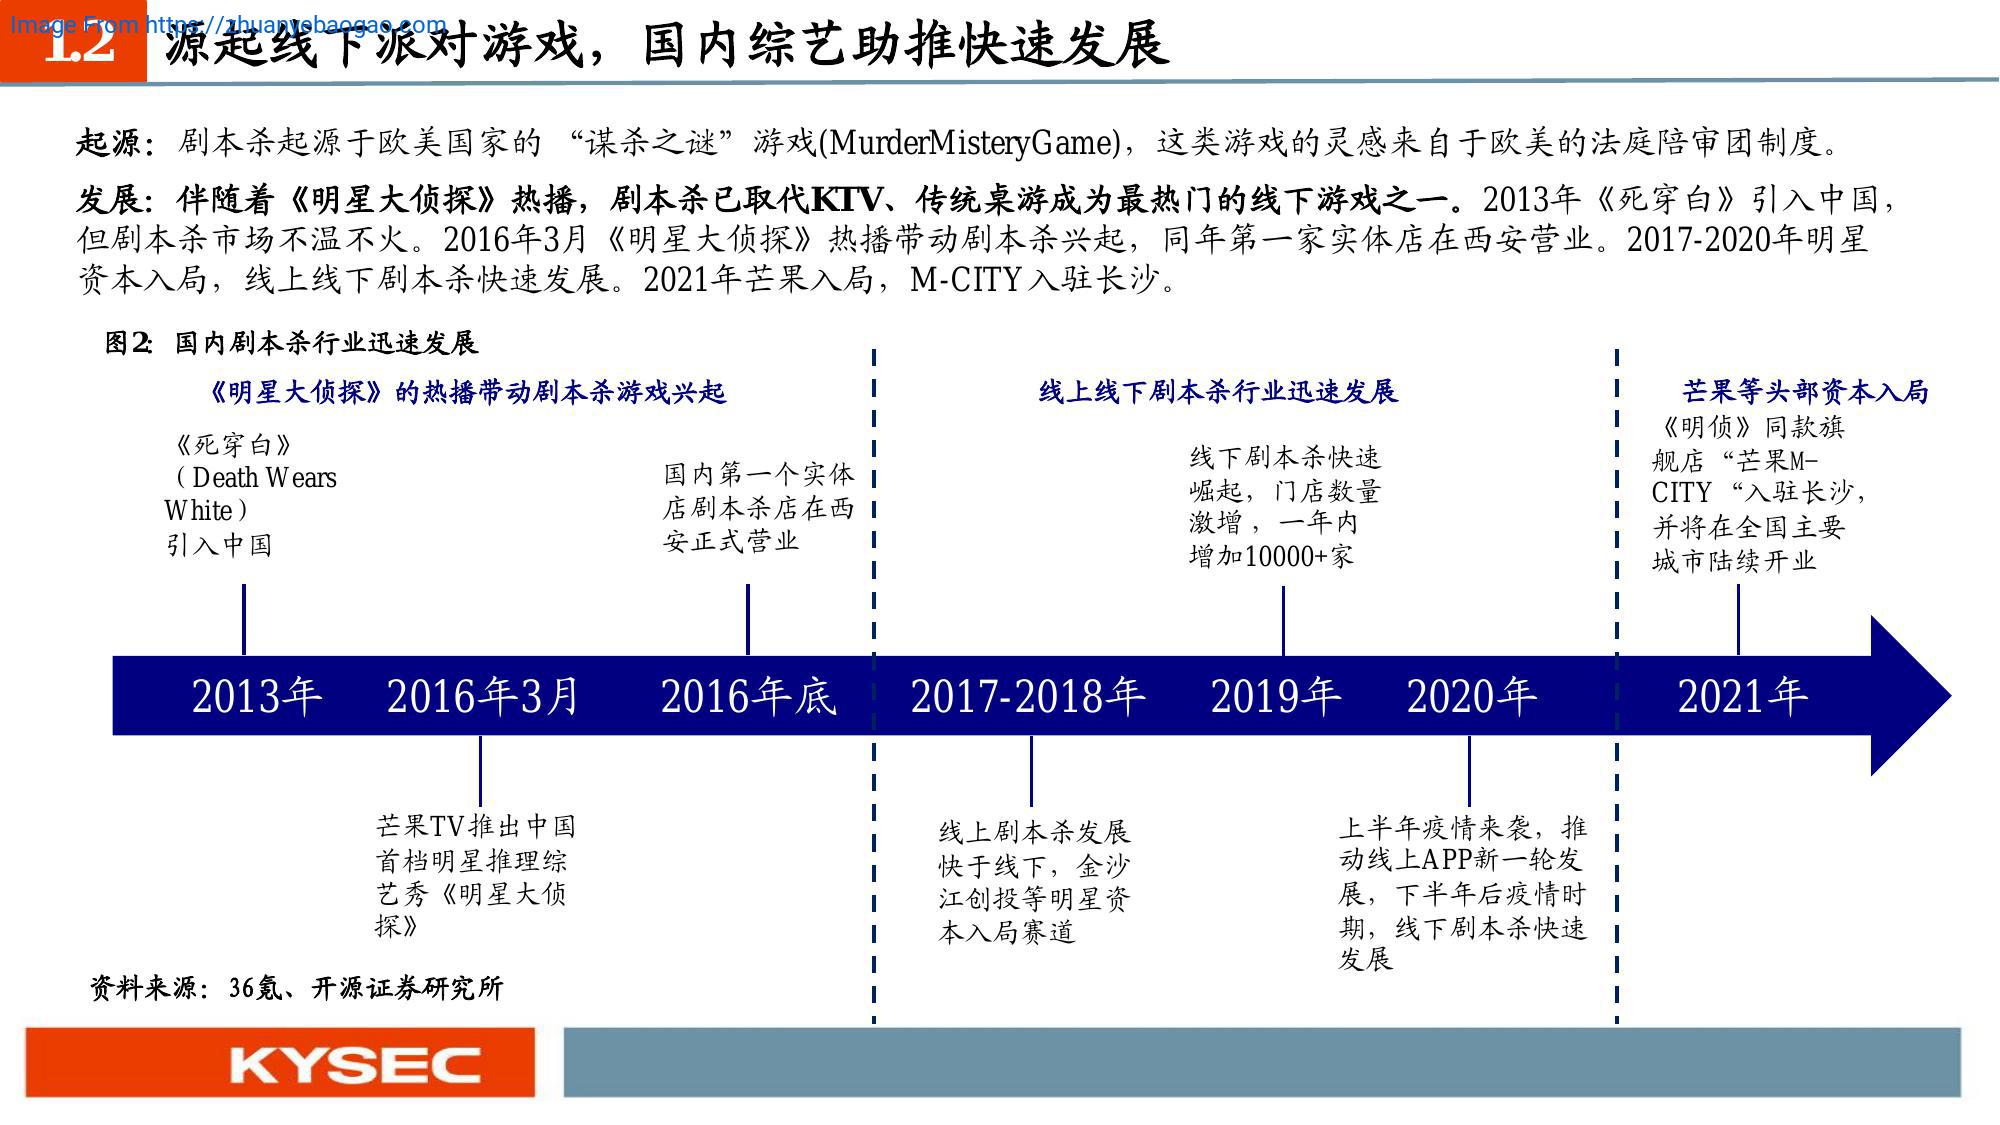 Image From https://zhuanyebaogao.com
1.2 源起线下派对游戏，国内综艺助推快速发展
起源：剧本杀起源于欧美国家的“谋杀之谜”游戏(MurderMisteryGame)，这类游戏的灵感来自于欧美的法庭陪审团制度。
发展：伴随着《明星大侦探》热播，剧本杀已取代KTV、传统桌游成为最热门的线下游戏之一。2013年《死穿白》引入中国，
但剧本杀市场不温不火。2016年3月《明星大侦探》热播带动剧本杀兴起，同年第一家实体店在西安营业。2017-2020年明星
资本入局，线上线下剧本杀快速发展。2021年芒果入局，M-CITY入驻长沙。
图2：国内剧本杀行业迅速发展
《明星大侦探》的热播带动剧本杀游戏兴起
线上线下剧本杀行业迅速发展
芒果等头部资本入局
《死穿白》
（Death Wears
White）
引入中国
国内第一个实体
店剧本杀店在西
安正式营业
线下剧本杀快速
崛起，门店数量
激增，一年内
增加10000+家
《明侦》同款旗
舰店“芒果M–
CITY“入驻长沙，
并将在全国主要
城市陆续开业
2013年 2016年3月 2016年底 2017-2018年 2019年 2020年 2021年
芒果TV推出中国
首档明星推理综
艺秀《明星大侦
探》
线上剧本杀发展
快于线下，金沙
江创投等明星资
本入局赛道
上半年疫情来袭，推
动线上APP新一轮发
展，下半年后疫情时
期，线下剧本杀快速
发展
资料来源：36氪、开源证券研究所
KYSEC